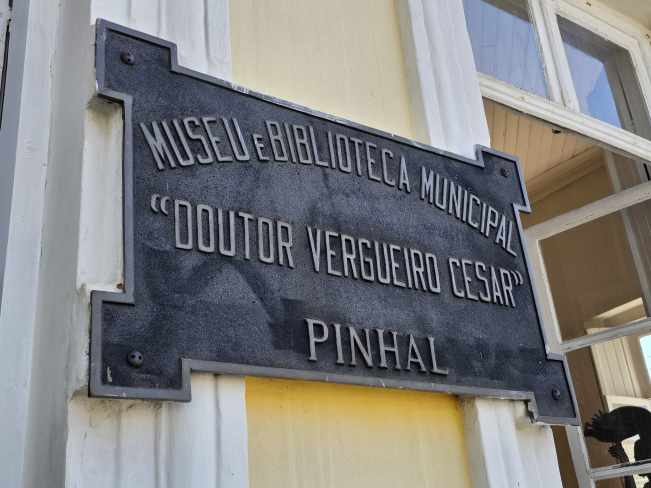 MUSEU E BIBLIOTECA MUNICIPAL
“DOUTOR VERGUEIRO CESAR”
PINHAL